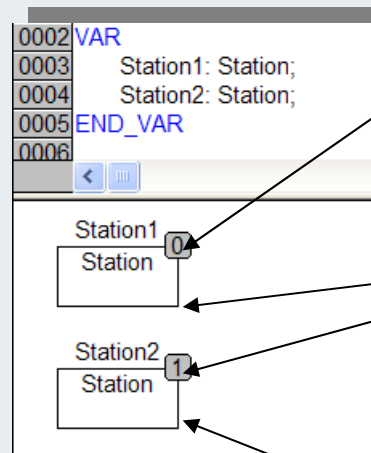 0002 VAR
0003 Station1: Station;
0004 Station2: Station;
0005 END_VAR
0006
Station1
0
Station
Station2
1
Station